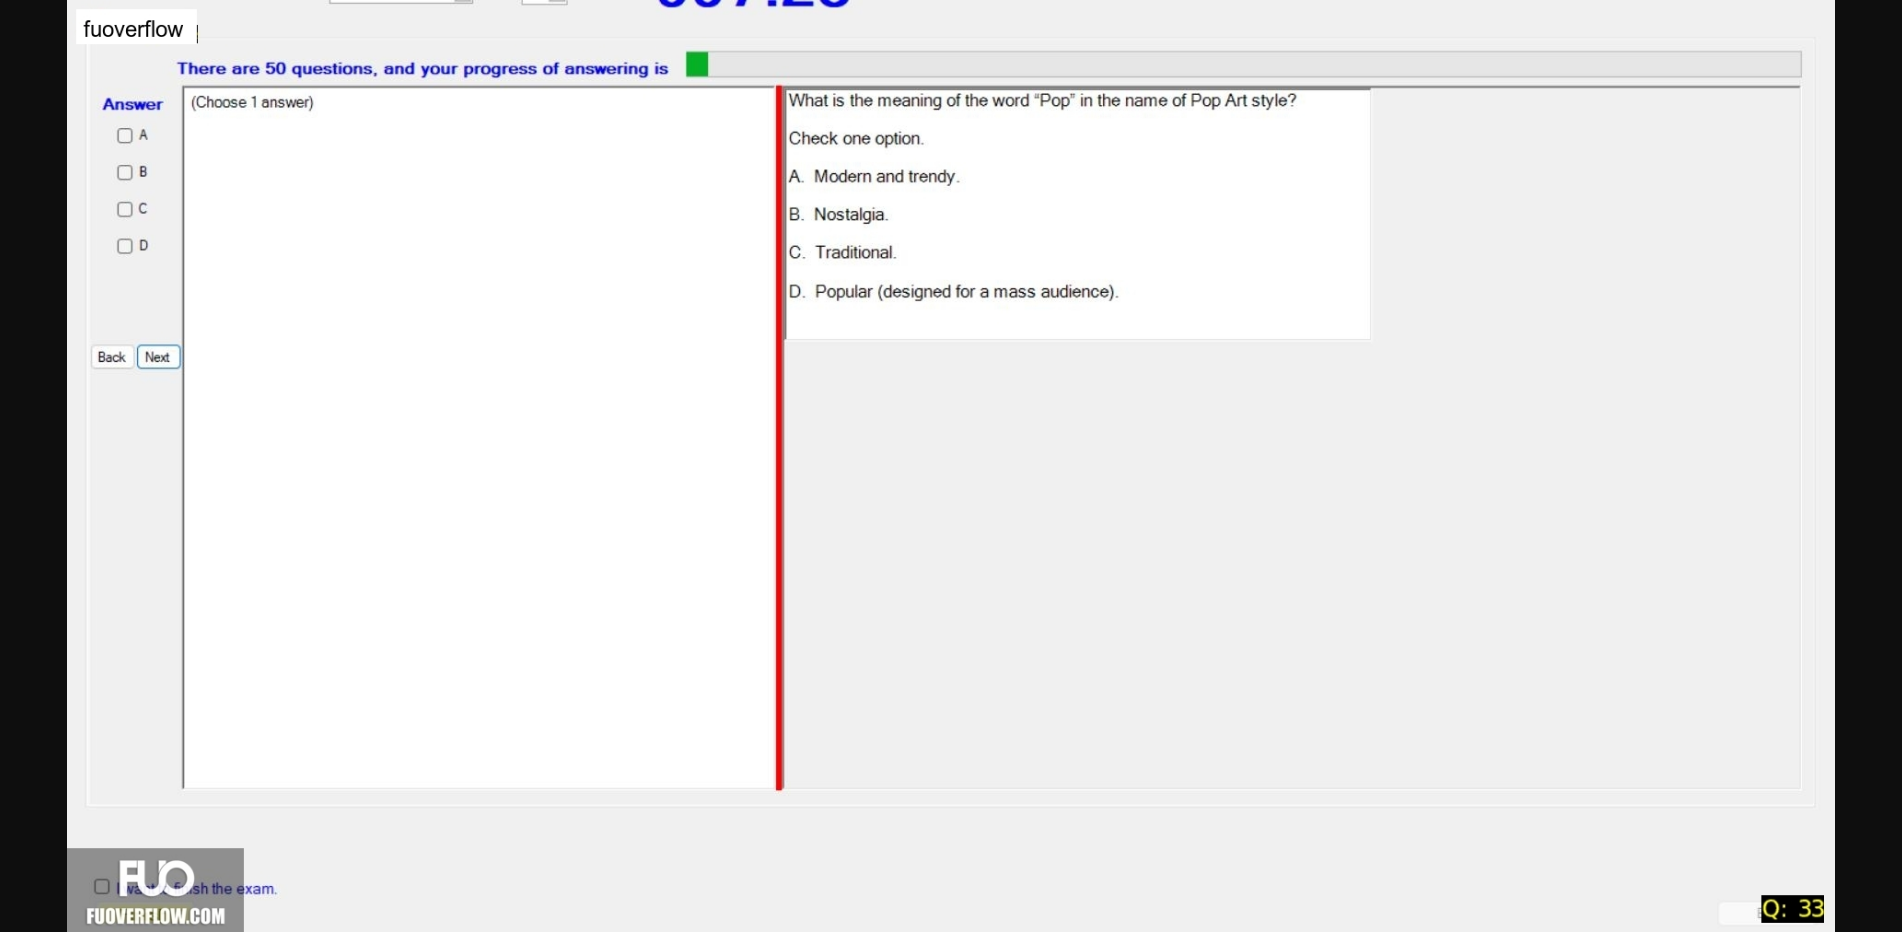 fuoverflow
There are 50 questions, and your progress of answering is
Answer
(Choose 1 answer)
A
B
C
D
Back Next
What is the meaning of the word “Pop” in the name of Pop Art style?
Check one option.
A. Modern and trendy.
B. Nostalgia.
C. Traditional.
D. Popular (designed for a mass audience).
I want finish the exam.
FUO
FUOVERFLOW.COM
Q: 33